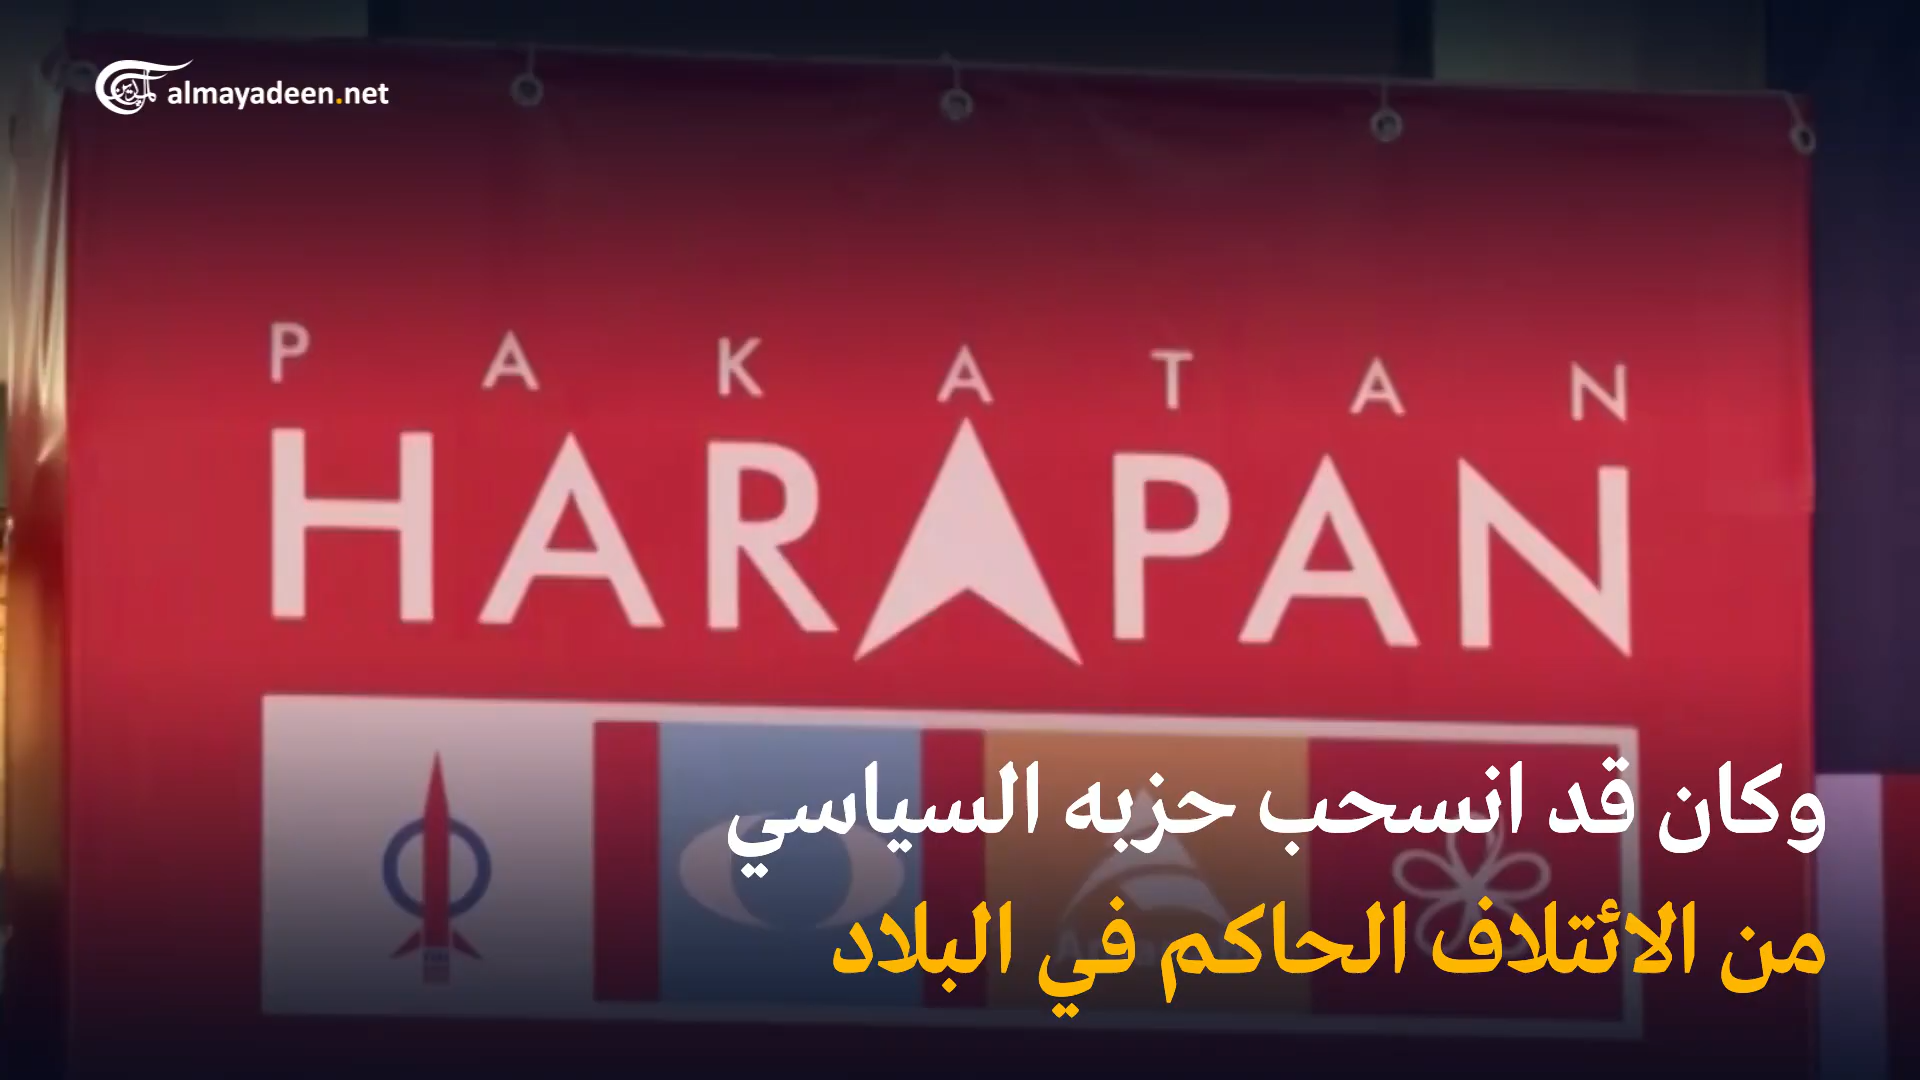 almayadeen.net
PAKATAN
HARAPAN
وكان قد انسحب حزبه السياسي
من الائتلاف الحاكم في البلاد